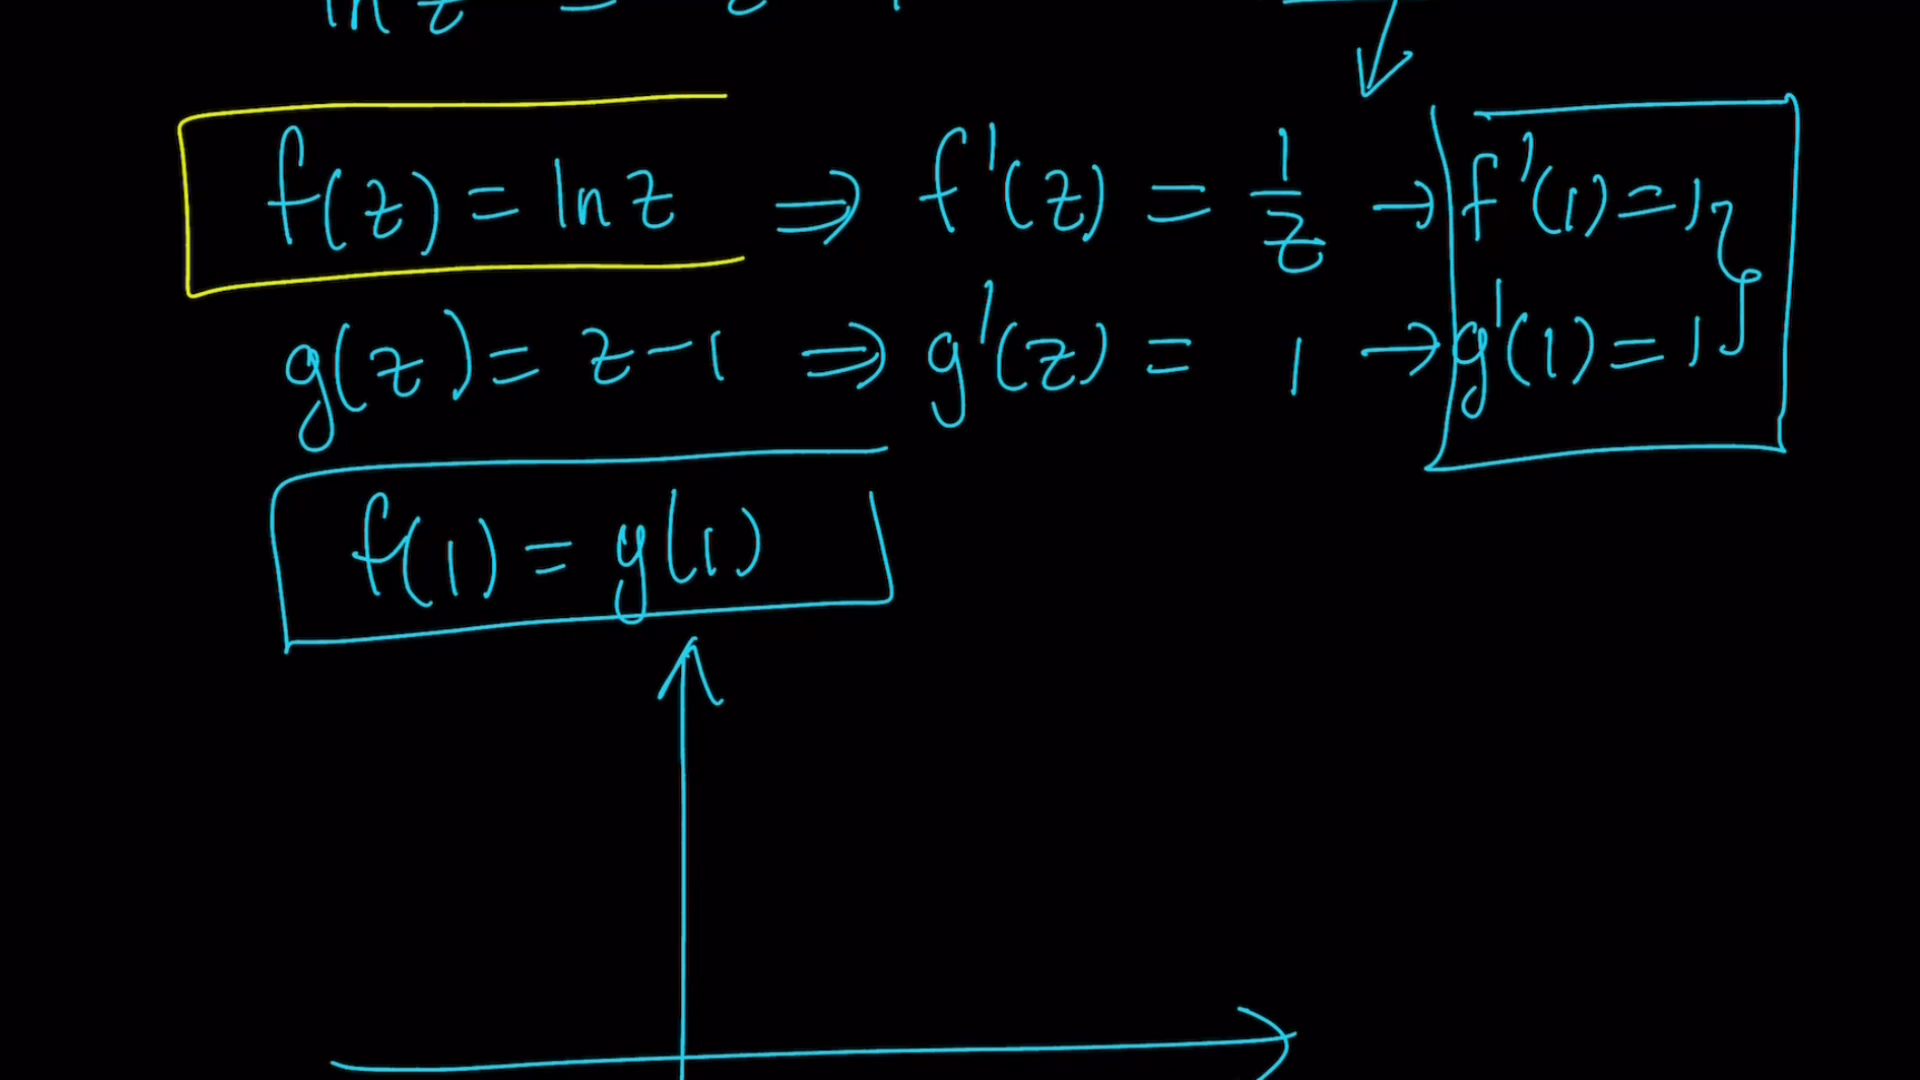 f(z) = ln z ⇒ f'(z) = 1/z → f'(1) = 1
g(z) = z - 1 ⇒ g'(z) = 1 → g'(1) = 1
f(1) = g(1)